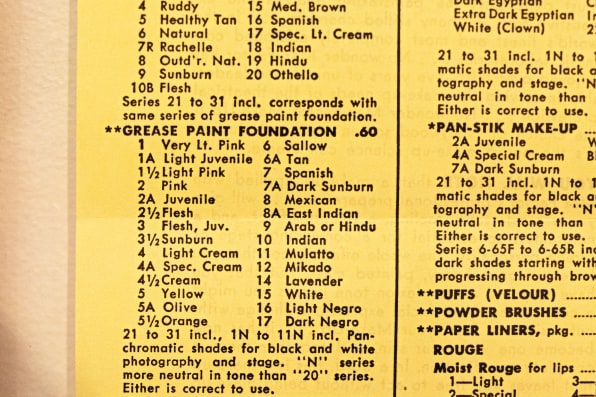 4 Ruddy 15 Med. Brown
5 Healthy Tan 16 Spanish
6 Natural 17 Spec. Lt. Cream
7R Rachelle 18 Indian
8 Outd'r. Nat. 19 Hindu
9 Sunburn 20 Othello
10B Flesh
Series 21 to 31 incl. corresponds with
same series of grease paint foundation.
**GREASE PAINT FOUNDATION .60
1 Very Lt. Pink 6 Sallow
1A Light Juvenile 6A Tan
1½ Light Pink 7 Spanish
2 Pink 7A Dark Sunburn
2A Juvenile 8 Mexican
2½ Flesh 8A East Indian
3 Flesh, Juv. 9 Arab or Hindu
3½ Sunburn 10 Indian
4 Light Cream 11 Mulatto
4A Spec. Cream 12 Mikado
4½ Cream 14 Lavender
5 Yellow 15 White
5A Olive 16 Light Negro
5½ Orange 17 Dark Negro
21 to 31 incl., 1N to 11N incl. Pan-
chromatic shades for black and white
photography and stage. "N" series
more neutral in tone than "20" series.
Either is correct to use.
Dark Egyptian
Extra Dark Egyptian
White (Clown)
21 to 31 incl. 1N to
matic shades for black
tography and stage. "N
neutral in tone than
Either is correct to use.
*PAN-STIK MAKE-UP
2A Juvenile
4A Special Cream
21 to 31 incl. 1N to
matic shades for black
tography and stage. "N
neutral in tone than
Either is correct to use.
Series 6-65F to 6-65R
dark shades starting with
progressing through
**PUFFS (VELOUR)
**POWDER BRUSHES
**PAPER LINERS, pkg.
ROUGE
Moist Rouge for lips
1—Light 3—
2—Special 4—